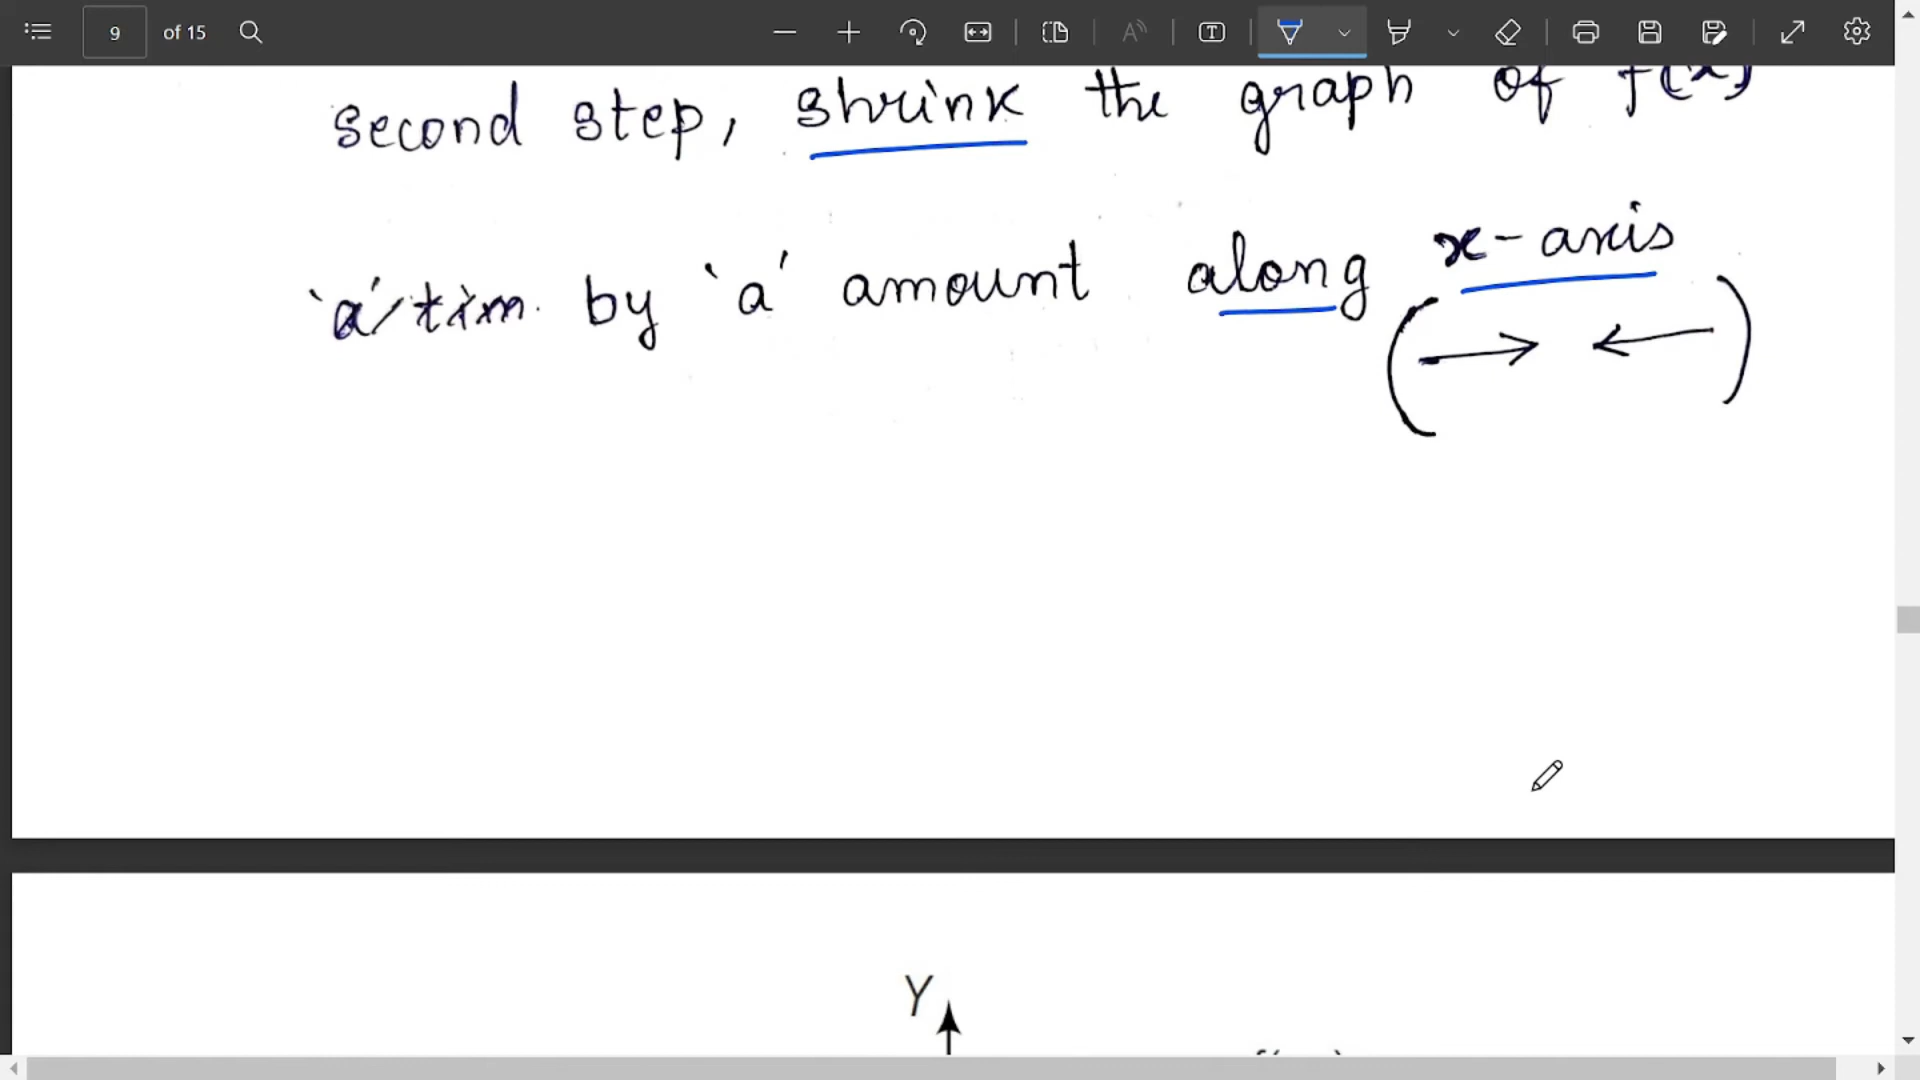 9 of 15
second step, shrink the graph of f(x)
'a' tim. by 'a' amount along x-axis
Y